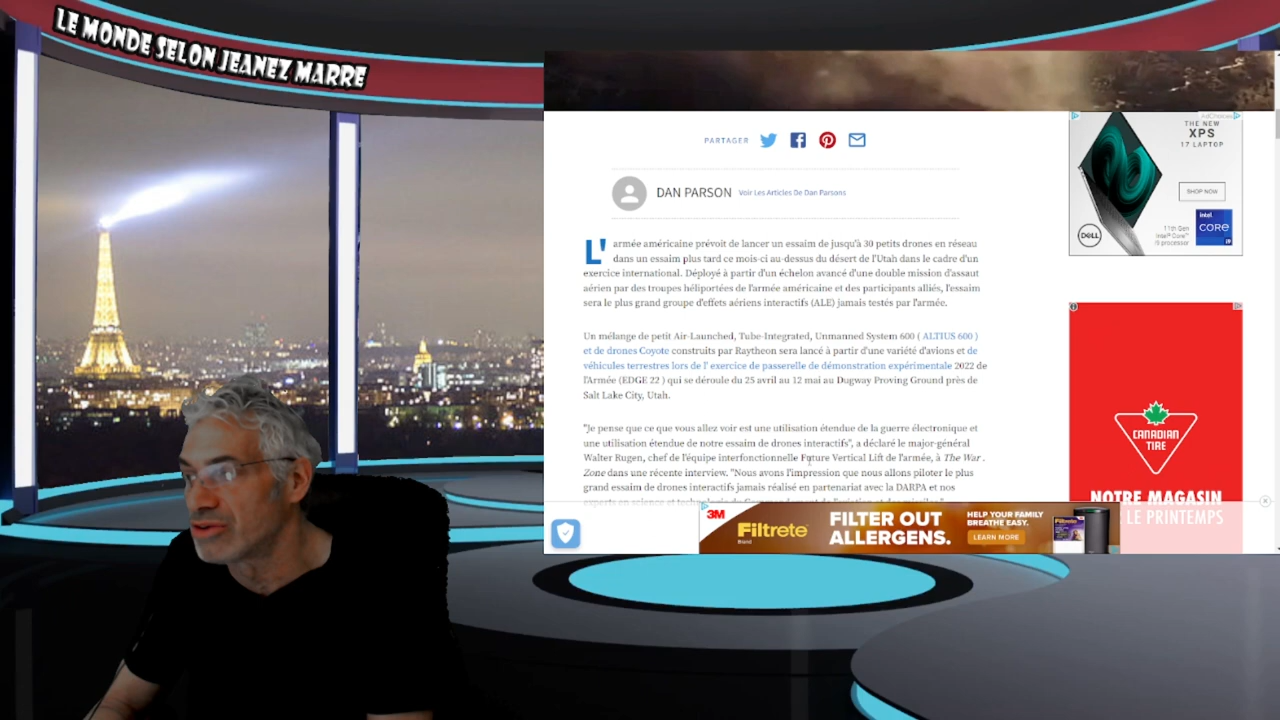 LE MONDE SELON JEANEZ MARRE
PARTAGER
DAN PARSON Voir Les Articles De Dan Parsons
L'armée américaine prévoit de lancer un essaim de jusqu'à 30 petits drones en réseau
dans un essaim plus tard ce mois-ci au-dessus du désert de l'Utah dans le cadre d'un
exercice international. Déployé à partir d'un échelon avancé d'une double mission d'assaut
aérien par des troupes héliportées de l'armée américaine et des participants alliés, l'essaim
sera le plus grand groupe d'effets aériens interactifs (ALE) jamais testés par l'armée.
Un mélange de petit Air-Launched, Tube-Integrated, Unmanned System 600 ( ALTIUS 600 )
et de drones Coyote construits par Raytheon sera lancé à partir d'une variété d'avions et de
véhicules terrestres lors de l' exercice de passerelle de démonstration expérimentale 2022 de
l'Armée (EDGE 22 ) qui se déroule du 25 avril au 12 mai au Dugway Proving Ground près de
Salt Lake City, Utah.
"Je pense que ce que vous allez voir est une utilisation étendue de la guerre électronique et
une utilisation étendue de notre essaim de drones interactifs", a déclaré le major-général
Walter Rugen, chef de l'équipe interfonctionnelle Future Vertical Lift de l'armée, à The War
Zone dans une récente interview. "Nous avons l'impression que nous allons piloter le plus
grand essaim de drones interactifs jamais réalisé en partenariat avec la DARPA et nos
AdChoices
THE NEW
XPS
17 LAPTOP
SHOP NOW
DELL
11th Gen
Intel® Core™
i9 processor
intel
CORE
i9
CANADIAN
TIRE
NOTRE MAGASIN
LE PRINTEMPS
3M
Filtrete
Brand
FILTER OUT
ALLERGENS.
HELP YOUR FAMILY
BREATHE EASY.
LEARN MORE